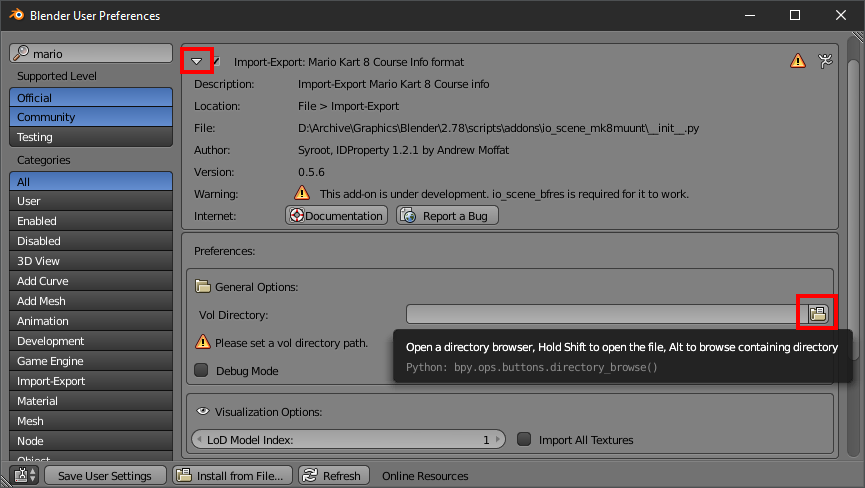 Blender User Preferences
mario
Supported Level
Official
Community
Testing
Categories
All
User
Enabled
Disabled
3D View
Add Curve
Add Mesh
Animation
Development
Game Engine
Import-Export
Material
Mesh
Node
Object
Import-Export: Mario Kart 8 Course Info format
Description: Import-Export Mario Kart 8 Course info
Location: File > Import-Export
File: D:\Archive\Graphics\Blender\2.78\scripts\addons\io_scene_mk8muunt\__init__.py
Author: Syroot, IDProperty 1.2.1 by Andrew Moffat
Version: 0.5.6
Warning: This add-on is under development. io_scene_bfres is required for it to work.
Internet: Documentation Report a Bug
Preferences:
General Options:
Vol Directory:
Please set a vol directory path.
Open a directory browser, Hold Shift to open the file, Alt to browse containing directory
Python: bpy.ops.buttons.directory_browse()
Debug Mode
Visualization Options:
LoD Model Index: 1 Import All Textures
Save User Settings Install from File... Refresh Online Resources